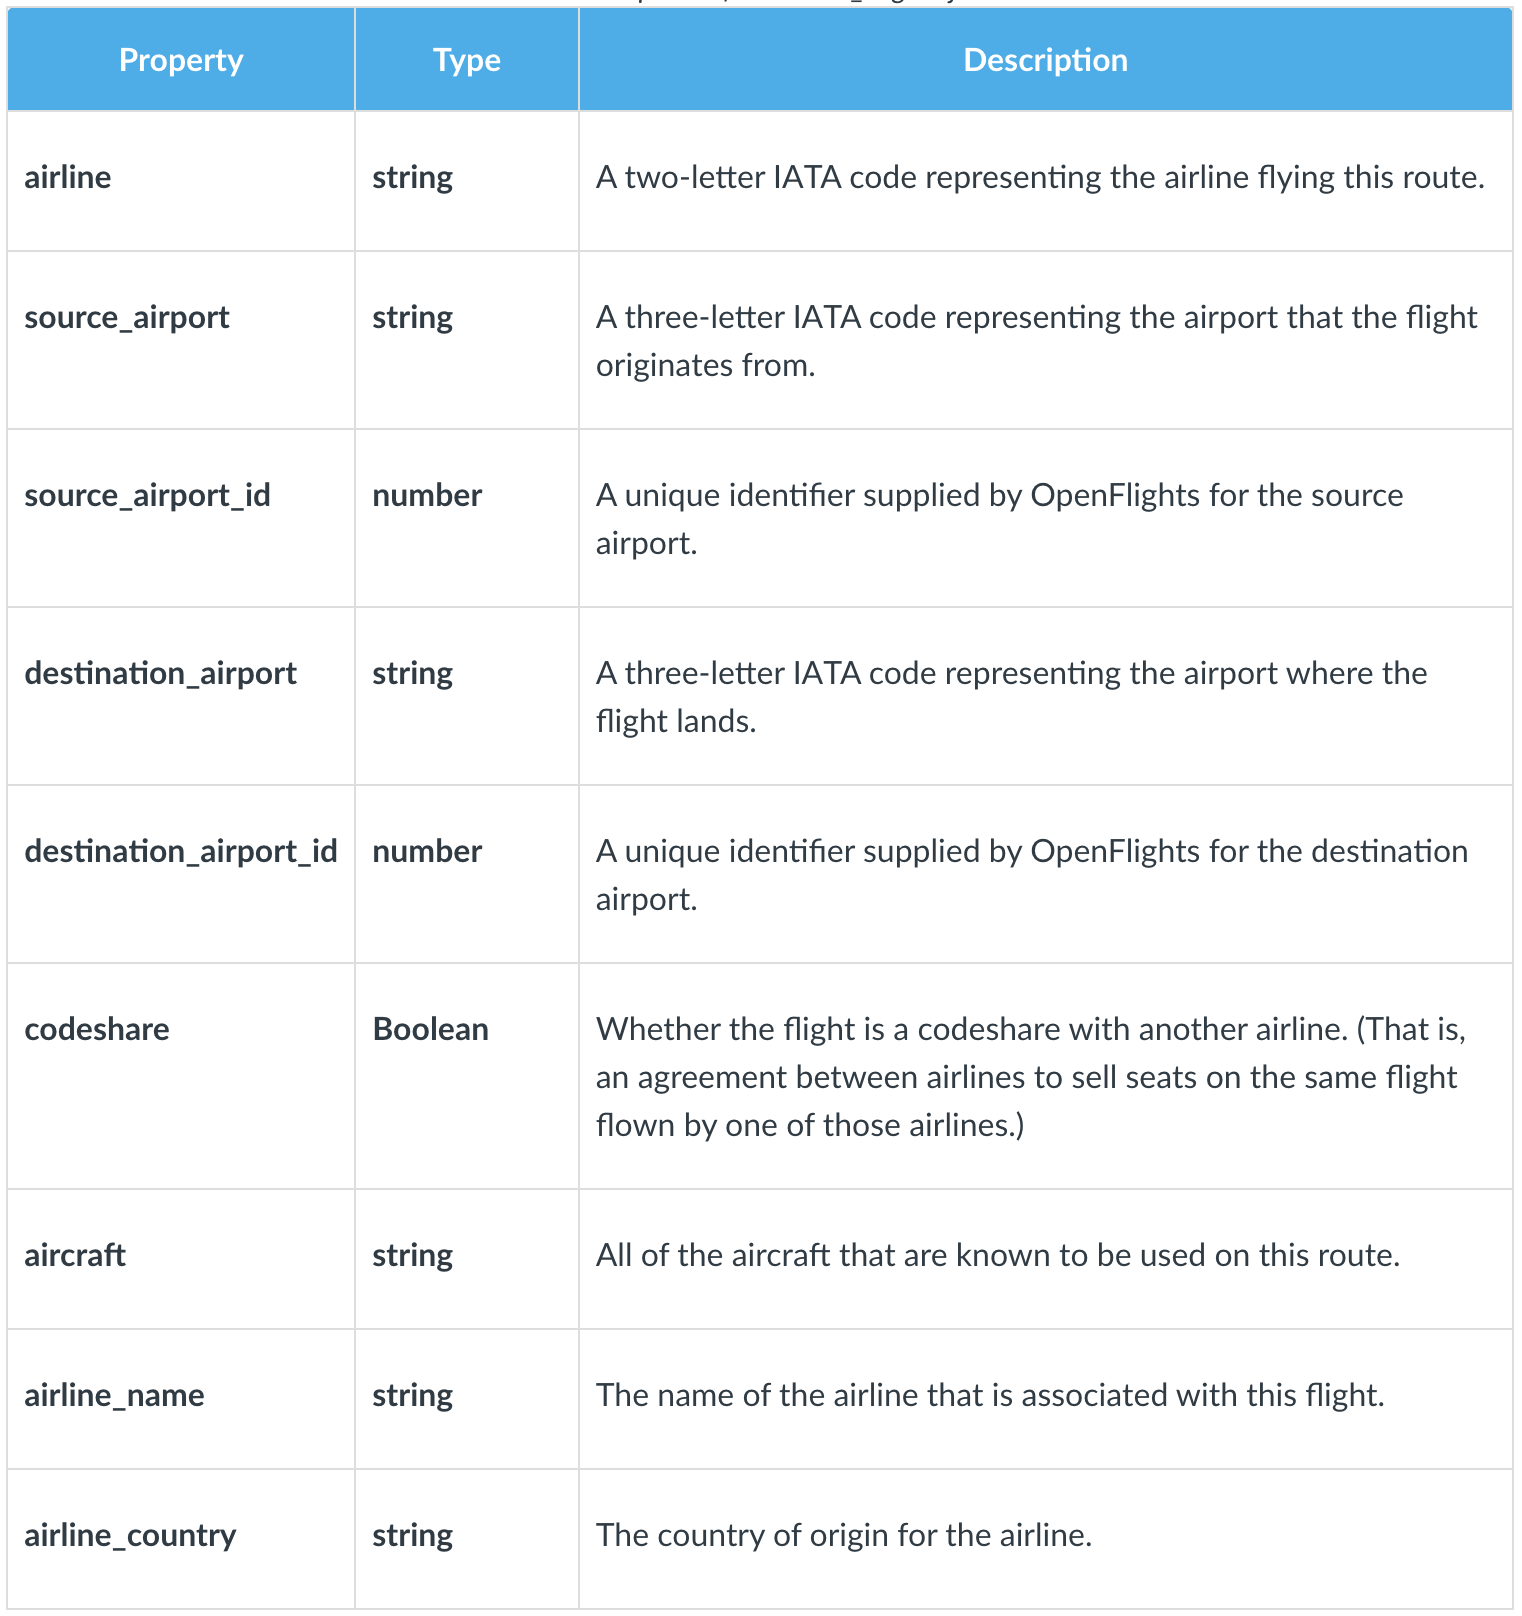 Property Type Description
airline string A two-letter IATA code representing the airline flying this route.
source_airport string A three-letter IATA code representing the airport that the flight
originates from.
source_airport_id number A unique identifier supplied by OpenFlights for the source
airport.
destination_airport string A three-letter IATA code representing the airport where the
flight lands.
destination_airport_id number A unique identifier supplied by OpenFlights for the destination
airport.
codeshare Boolean Whether the flight is a codeshare with another airline. (That is,
an agreement between airlines to sell seats on the same flight
flown by one of those airlines.)
aircraft string All of the aircraft that are known to be used on this route.
airline_name string The name of the airline that is associated with this flight.
airline_country string The country of origin for the airline.